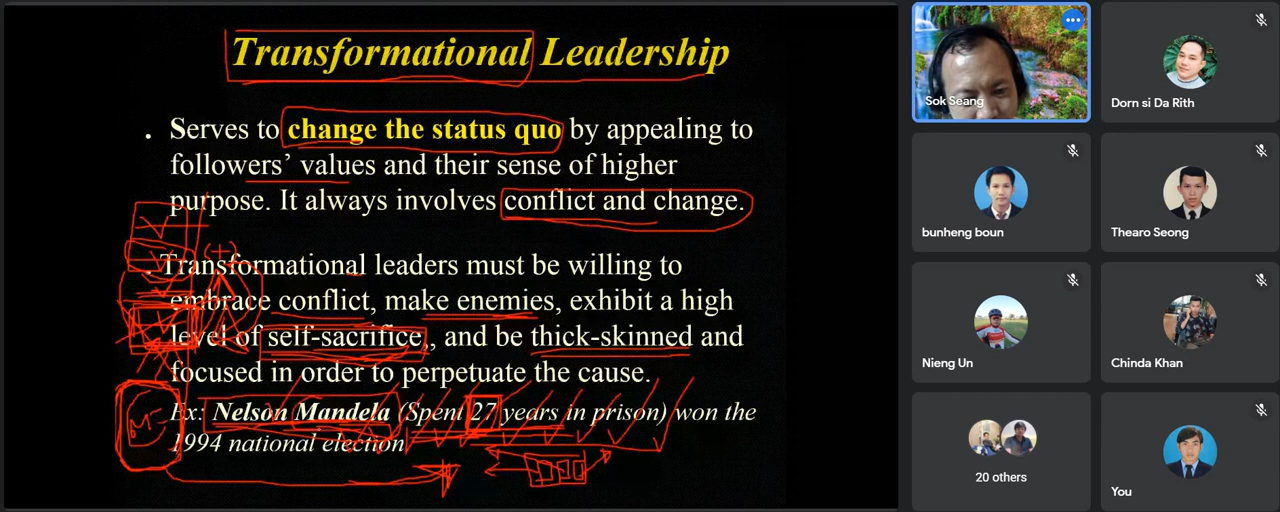 Transformational Leadership
. Serves to change the status quo by appealing to
followers’ values and their sense of higher
purpose. It always involves conflict and change.
. Transformational leaders must be willing to
embrace conflict, make enemies, exhibit a high
level of self-sacrifice,, and be thick-skinned and
focused in order to perpetuate the cause.
Ex: Nelson Mandela (Spent 27 years in prison) won the
1994 national election
Sok Seang
Dorn si Da Rith
bunheng boun
Thearo Seong
Nieng Un
Chinda Khan
20 others
You